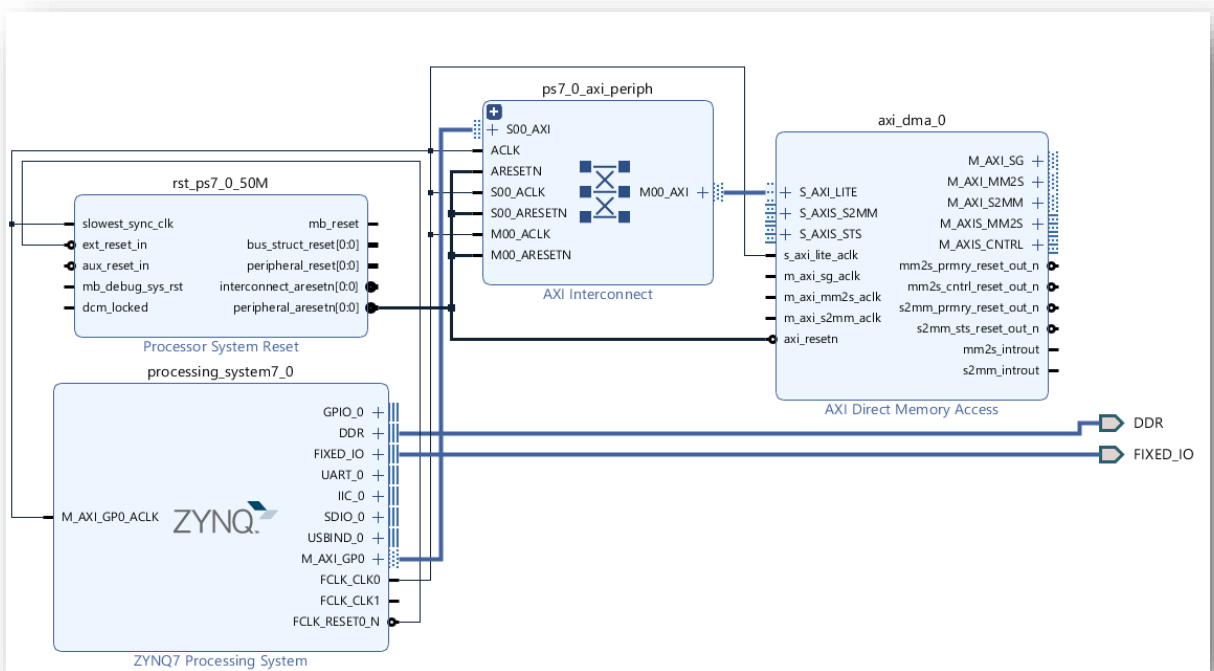 ps7_0_axi_periph
S00_AXI
ACLK
ARESETN
S00_ACLK
M00_AXI
S00_ARESETN
M00_ACLK
M00_ARESETN
AXI Interconnect
axi_dma_0
M_AXI_SG
M_AXI_MM2S
S_AXI_LITE
M_AXI_S2MM
S_AXIS_S2MM
M_AXIS_MM2S
S_AXIS_STS
M_AXIS_CNTRL
s_axi_lite_aclk
mm2s_prmry_reset_out_n
m_axi_sg_aclk
mm2s_cntrl_reset_out_n
m_axi_mm2s_aclk
s2mm_prmry_reset_out_n
m_axi_s2mm_aclk
s2mm_sts_reset_out_n
axi_resetn
mm2s_introut
s2mm_introut
AXI Direct Memory Access
rst_ps7_0_50M
slowest_sync_clk
mb_reset
ext_reset_in
bus_struct_reset[0:0]
aux_reset_in
peripheral_reset[0:0]
mb_debug_sys_rst
interconnect_aresetn[0:0]
dcm_locked
peripheral_aresetn[0:0]
Processor System Reset
processing_system7_0
GPIO_0
DDR
FIXED_IO
UART_0
IIC_0
M_AXI_GP0_ACLK
ZYNQ
SDIO_0
USBIND_0
M_AXI_GP0
FCLK_CLK0
FCLK_CLK1
FCLK_RESET0_N
ZYNQ7 Processing System
DDR
FIXED_IO